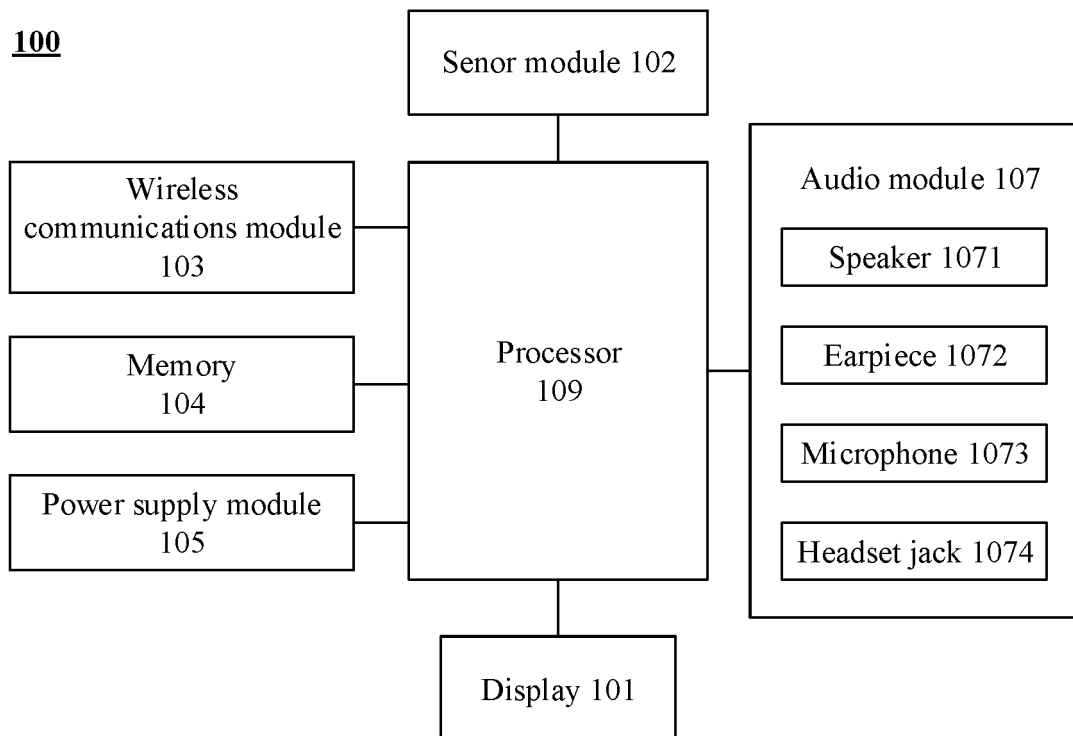 100
Senor module 102
Wireless
communications module
103
Memory
104
Power supply module
105
Processor
109
Audio module 107
Speaker 1071
Earpiece 1072
Microphone 1073
Headset jack 1074
Display 101